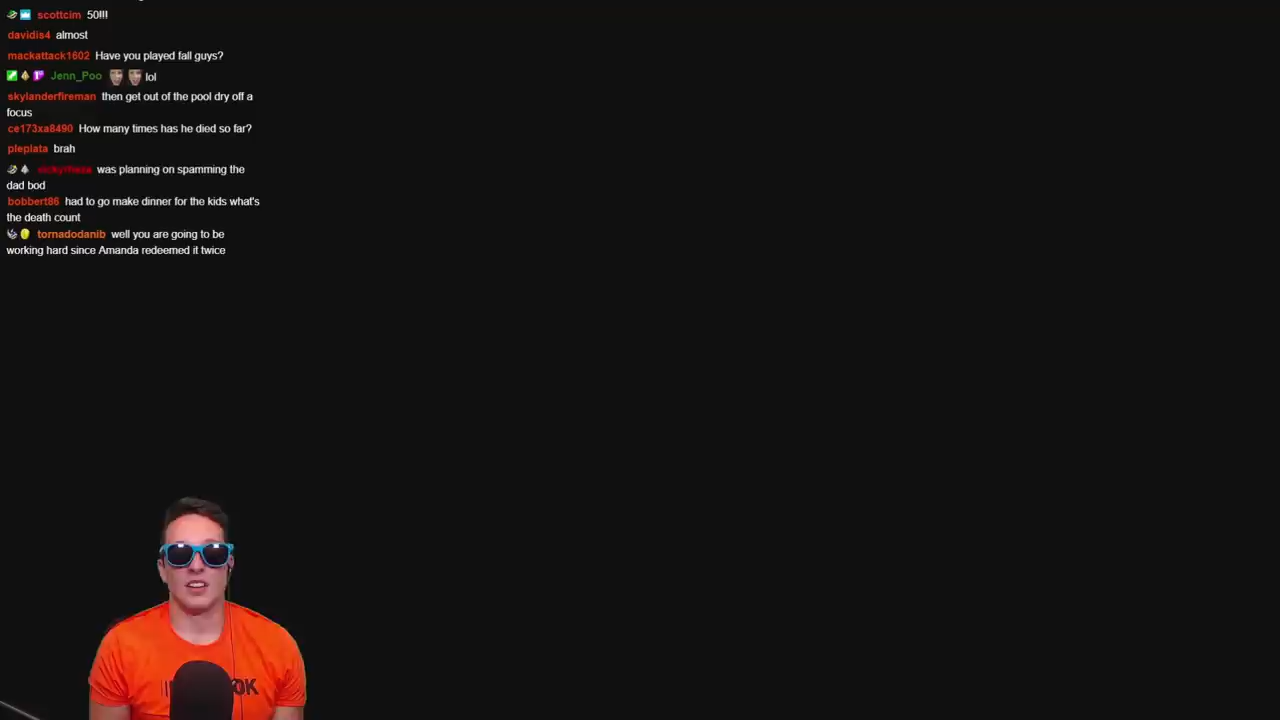 scottcim 50!!!
davidis4 almost
mackattack1602 Have you played fall guys?
Jenn_Poo lol
skylanderfireman then get out of the pool dry off a
focus
ce173xa8490 How many times has he died so far?
pleplata brah
was planning on spamming the
dad bod
bobbert86 had to go make dinner for the kids what's
the death count
tornadodanib well you are going to be
working hard since Amanda redeemed it twice